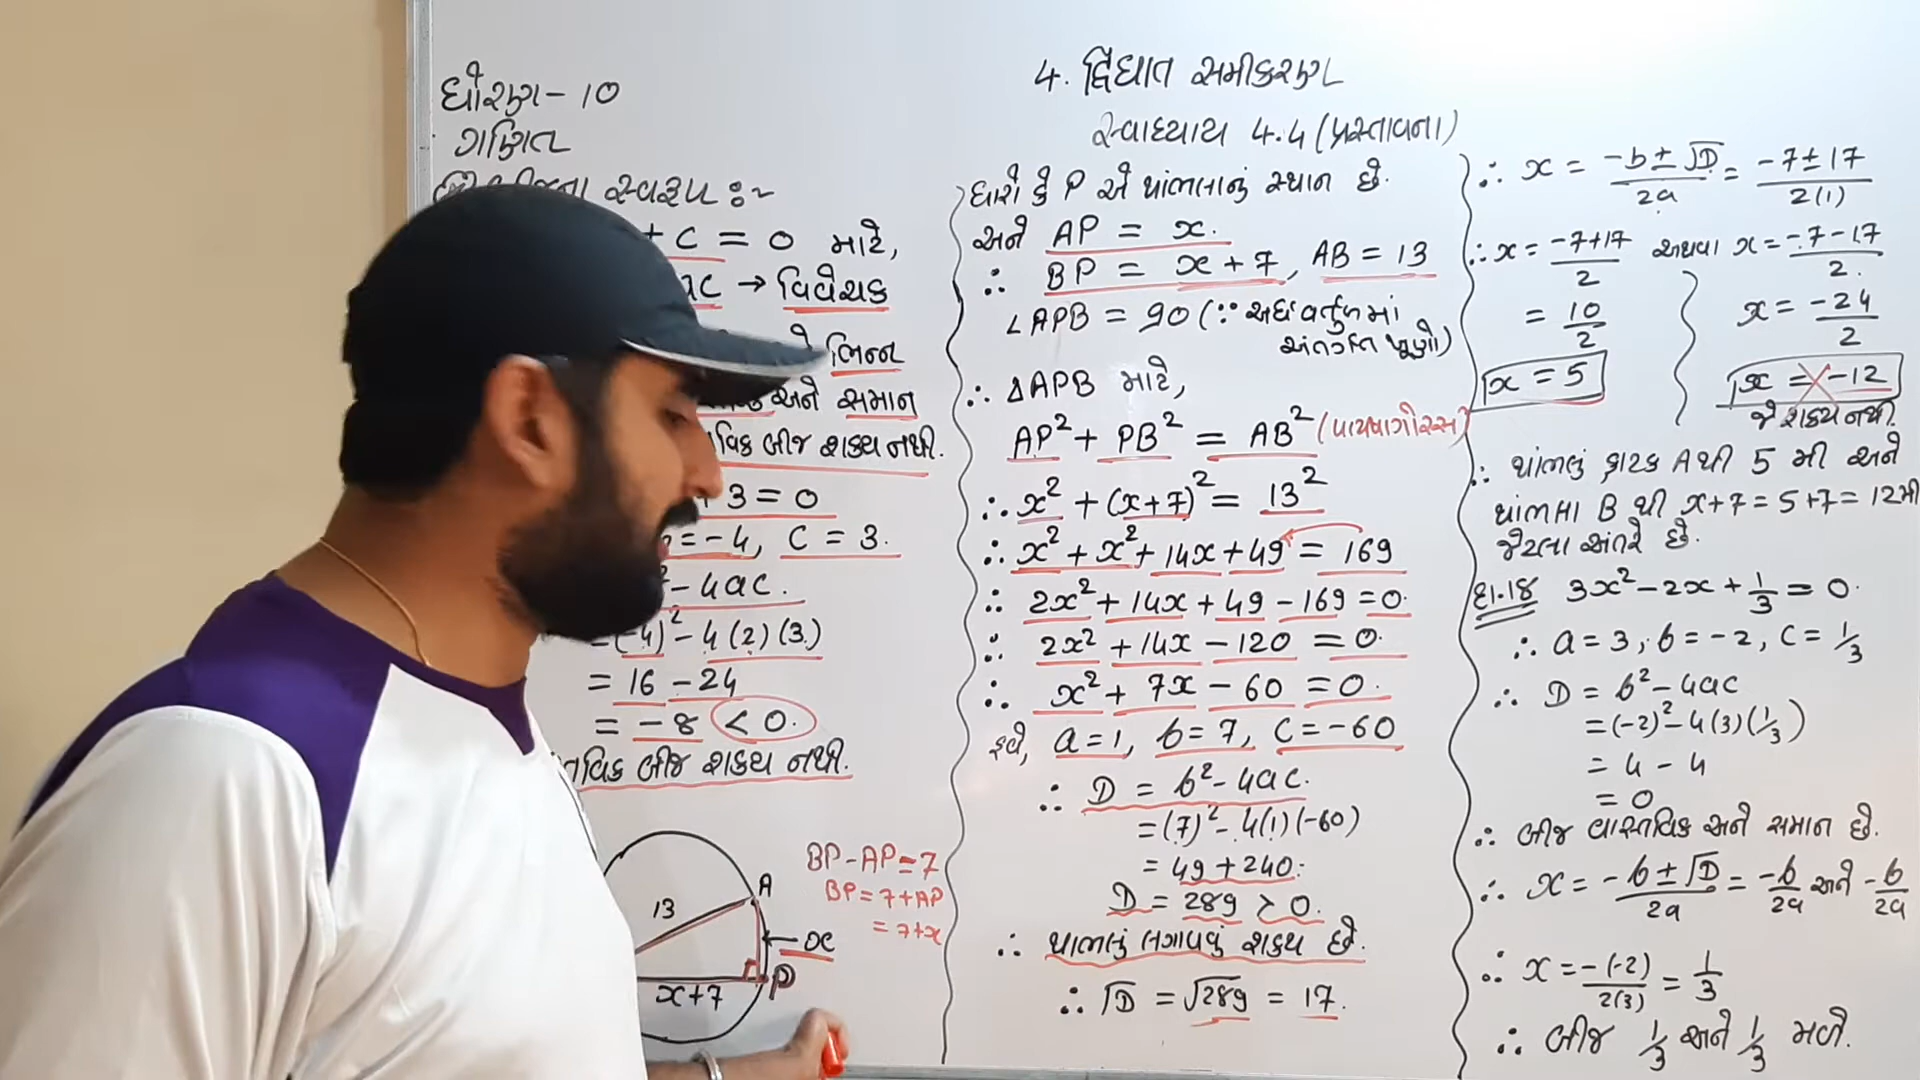 ધોરણ - 10
ગણિત
સ્વરૂપ :~
+ C = 0 માટે,
ac → વિવેચક
ભિન્ન
અને સમાન
વિક બીજ શક્ય નથી.
+ 3 = 0
= -4, C = 3.
- 4ac.
(-4)² - 4(2)(3)
= 16 - 24
= -8 < 0.
વિક બીજ શક્ય નથી.
BP - AP = 7
BP = 7 + AP
= 7 + x
A
13
x
P
x + 7
4. દ્વિઘાત સમીકરણ
સ્વાધ્યાય 4.4 (પ્રસ્તાવના)
ધારો કે P એ થાંભલાનું સ્થાન છે.
અને AP = x.
∴ BP = x + 7, AB = 13
∠APB = 90 (∵ અર્ધવર્તુળમાં
અંતર્ગત ખૂણો)
∴ ΔAPB માટે,
AP² + PB² = AB² (પાયથાગોરસ)
∴ x² + (x+7)² = 13²
∴ x² + x² + 14x + 49 = 169
∴ 2x² + 14x + 49 - 169 = 0.
∴ 2x² + 14x - 120 = 0.
∴ x² + 7x - 60 = 0.
હવે, a = 1, b = 7, C = -60
∴ D = b² - 4ac.
= (7)² - 4(1)(-60)
= 49 + 240.
D = 289 > 0.
∴ થાંભલું લગાવવું શક્ય છે.
∴ √D = √289 = 17.
∴ x = -b ± √D / 2a = -7 ± 17 / 2(1)
∴ x = -7+17 / 2 અથવા x = -7-17 / 2.
= 10/2 x = -24/2
x = 5 x = -12
જે શક્ય નથી.
∴ થાંભલું ફાટક A થી 5 મી અને
થાંભલા B થી x+7 = 5+7 = 12મી
જેટલા અંતરે છે.
દા.18 3x² - 2x + 1/3 = 0.
∴ a = 3, b = -2, C = 1/3
∴ D = b² - 4ac
= (-2)² - 4(3)(1/3)
= 4 - 4
= 0
∴ બીજ વાસ્તવિક અને સમાન છે.
∴ x = -b ± √D / 2a = -b/2a અને -b/2a
∴ x = -(-2) / 2(3) = 1/3
∴ બીજ 1/3 અને 1/3 મળે.